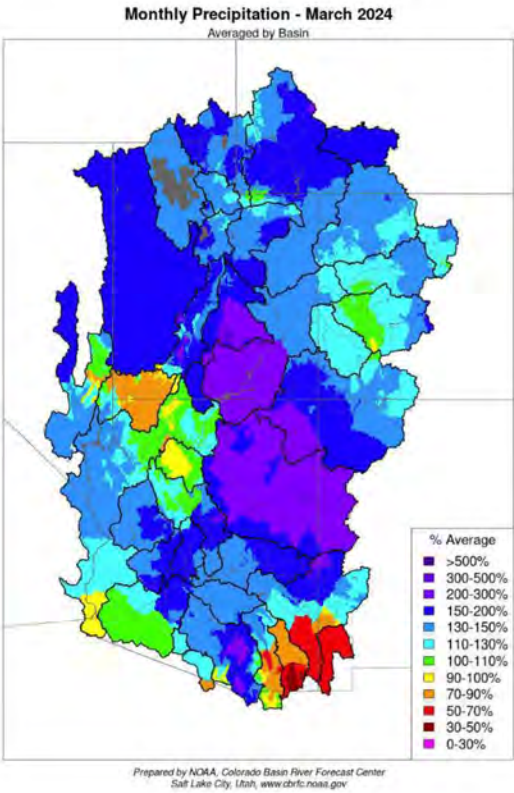 Monthly Precipitation - March 2024
Averaged by Basin
% Average
>500%
300-500%
200-300%
150-200%
130-150%
110-130%
100-110%
90-100%
70-90%
50-70%
30-50%
0-30%
Prepared by NOAA, Colorado Basin River Forecast Center
Salt Lake City, Utah, www.cbrfc.noaa.gov